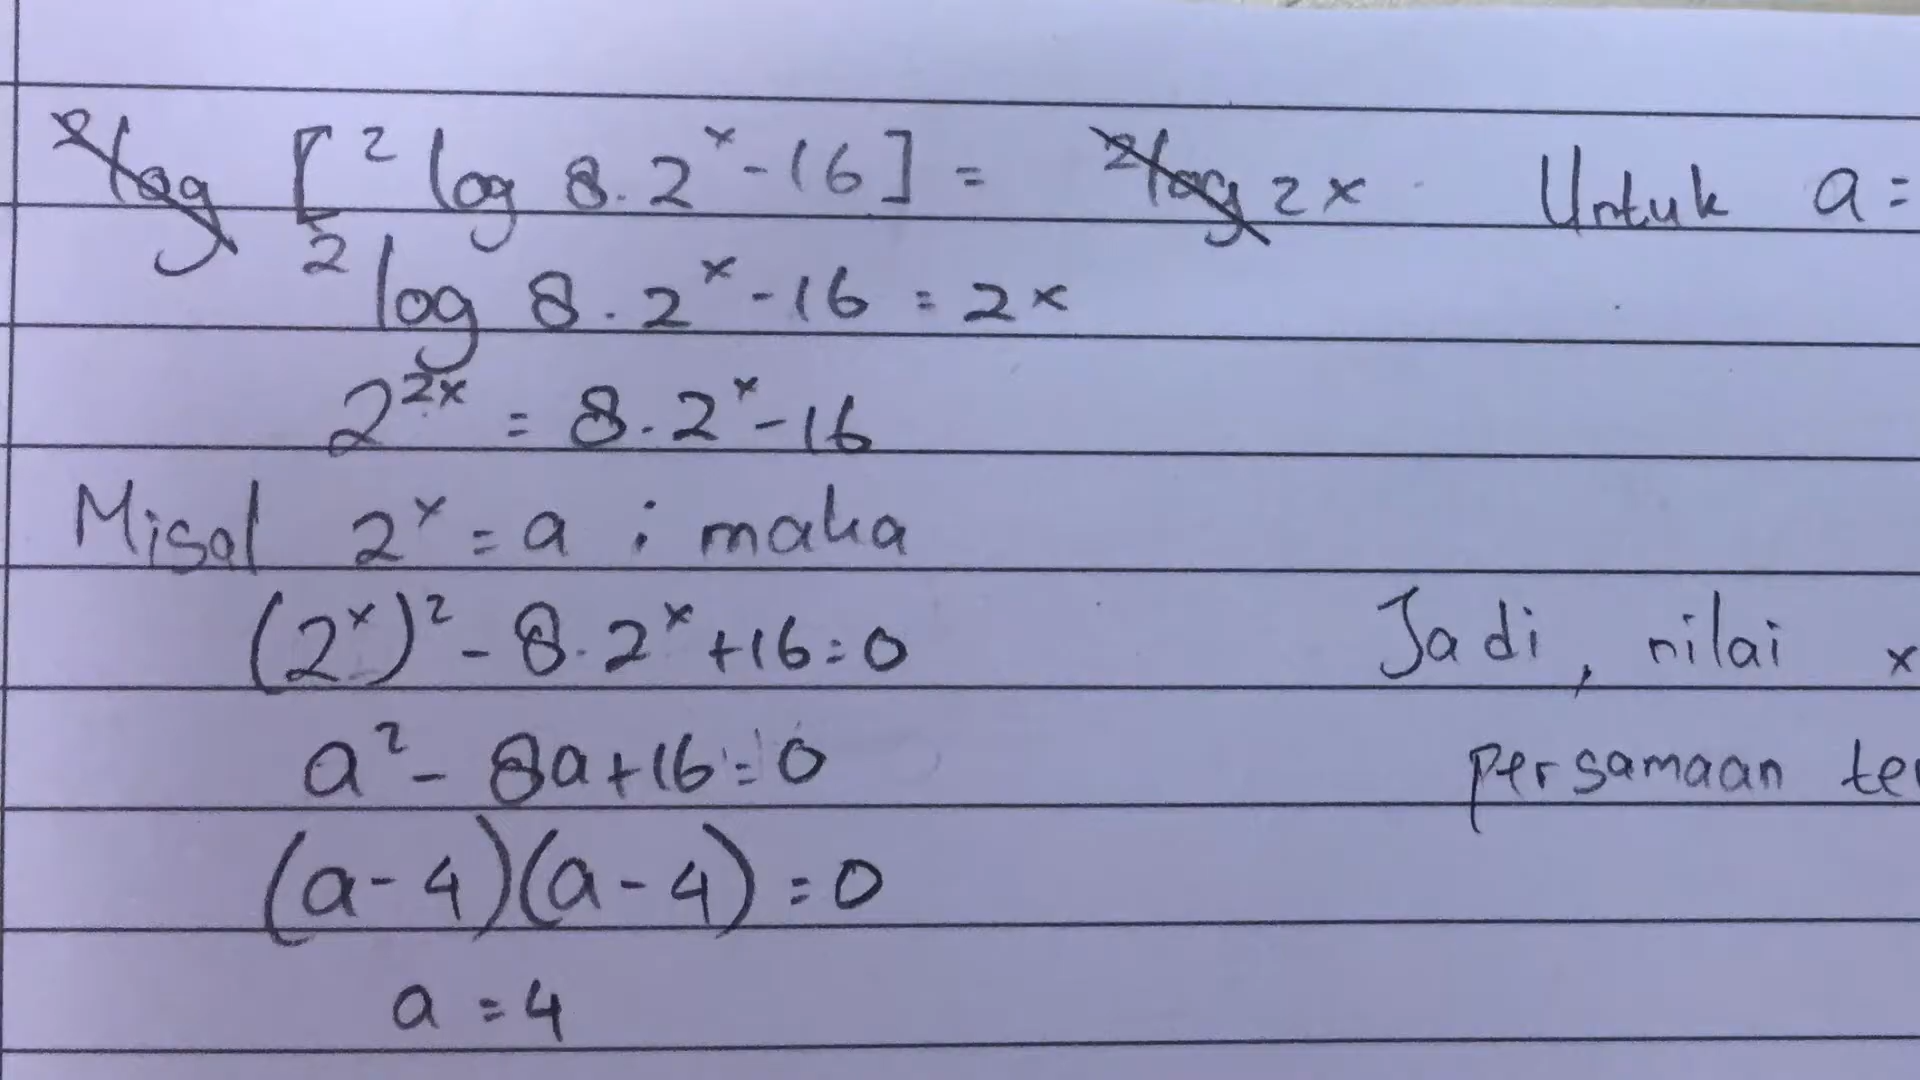 ²log [²log 8.2ˣ-16] = ²log 2x
²log 8.2ˣ-16 = 2x
2²ˣ = 8.2ˣ-16
Misal 2ˣ = a ; maka
(2ˣ)² - 8.2ˣ +16 = 0
a² - 8a+16 = 0
(a-4)(a-4) = 0
a = 4
Untuk a =
Jadi, nilai x
persamaan te